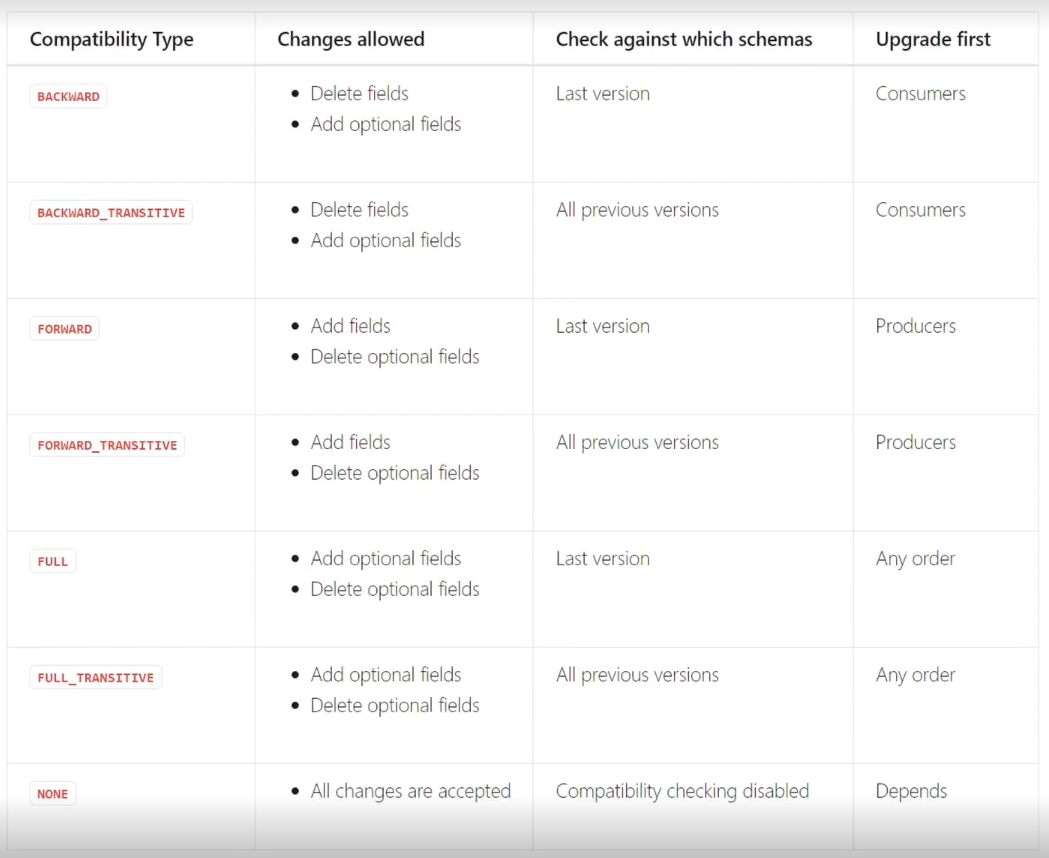 Compatibility Type Changes allowed Check against which schemas Upgrade first
BACKWARD Delete fields Last version Consumers
Add optional fields
BACKWARD_TRANSITIVE Delete fields All previous versions Consumers
Add optional fields
FORWARD Add fields Last version Producers
Delete optional fields
FORWARD_TRANSITIVE Add fields All previous versions Producers
Delete optional fields
FULL Add optional fields Last version Any order
Delete optional fields
FULL_TRANSITIVE Add optional fields All previous versions Any order
Delete optional fields
NONE All changes are accepted Compatibility checking disabled Depends